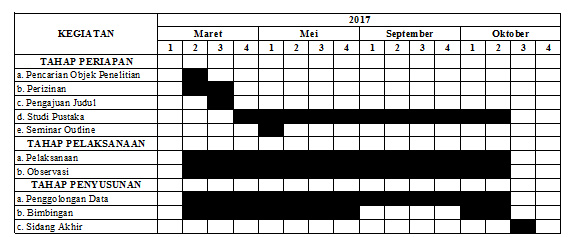 KEGIATAN
2017
Maret Mei September Oktober
1 2 3 4 1 2 3 4 1 2 3 4 1 2 3 4
TAHAP PERIAPAN
a. Pencarian Objek Penelitian
b. Perizinan
c. Pengajuan Judul
d. Studi Pustaka
e. Seminar Outline
TAHAP PELAKSANAAN
a. Pelaksanaan
b. Observasi
TAHAP PENYUSUNAN
a. Penggolongan Data
b. Bimbingan
c. Sidang Akhir